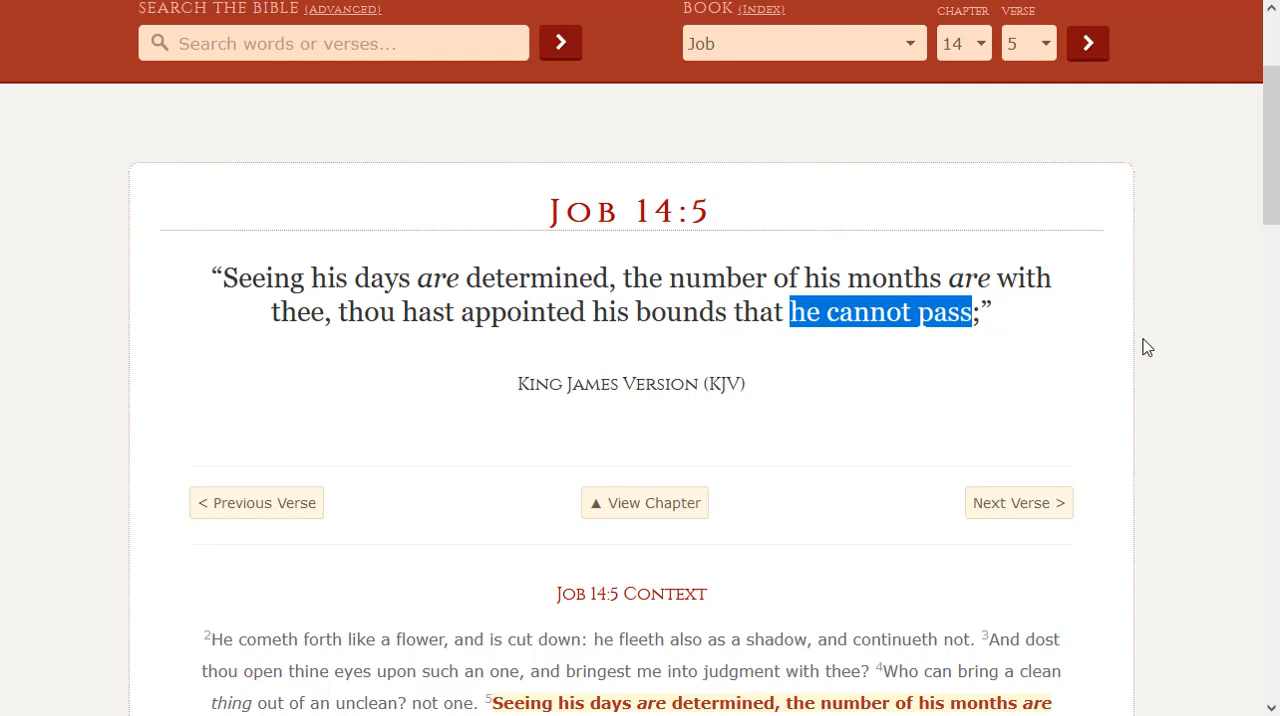 SEARCH THE BIBLE (ADVANCED)
BOOK (INDEX)
CHAPTER
VERSE
Search words or verses...
Job
14
5
JOB 14:5
“Seeing his days are determined, the number of his months are with
thee, thou hast appointed his bounds that he cannot pass;”
KING JAMES VERSION (KJV)
< Previous Verse
▲ View Chapter
Next Verse >
JOB 14:5 CONTEXT
2He cometh forth like a flower, and is cut down: he fleeth also as a shadow, and continueth not. 3And dost
thou open thine eyes upon such an one, and bringest me into judgment with thee? 4Who can bring a clean
thing out of an unclean? not one. 5Seeing his days are determined, the number of his months are